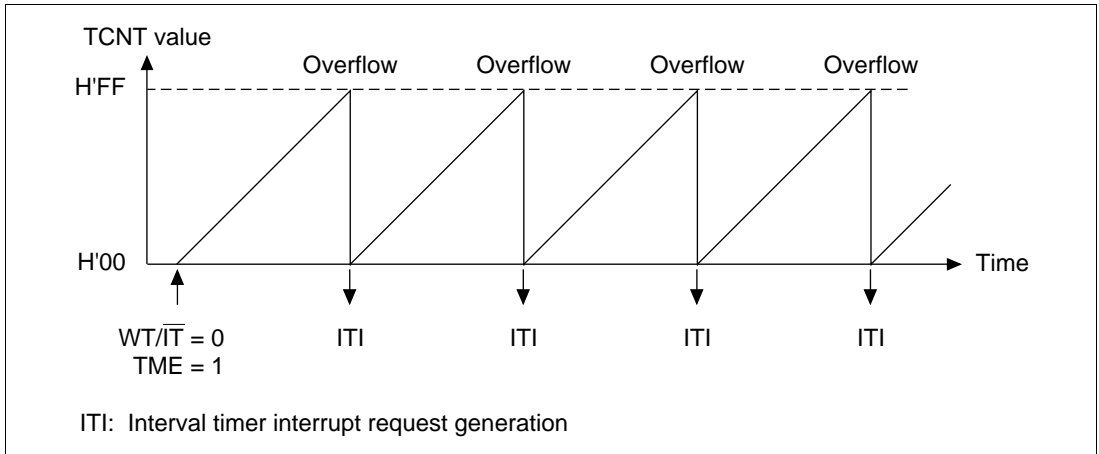 TCNT value
Overflow Overflow Overflow Overflow
H'FF
H'00
Time
WT/I̅T̅ = 0
TME = 1
ITI ITI ITI ITI
ITI: Interval timer interrupt request generation